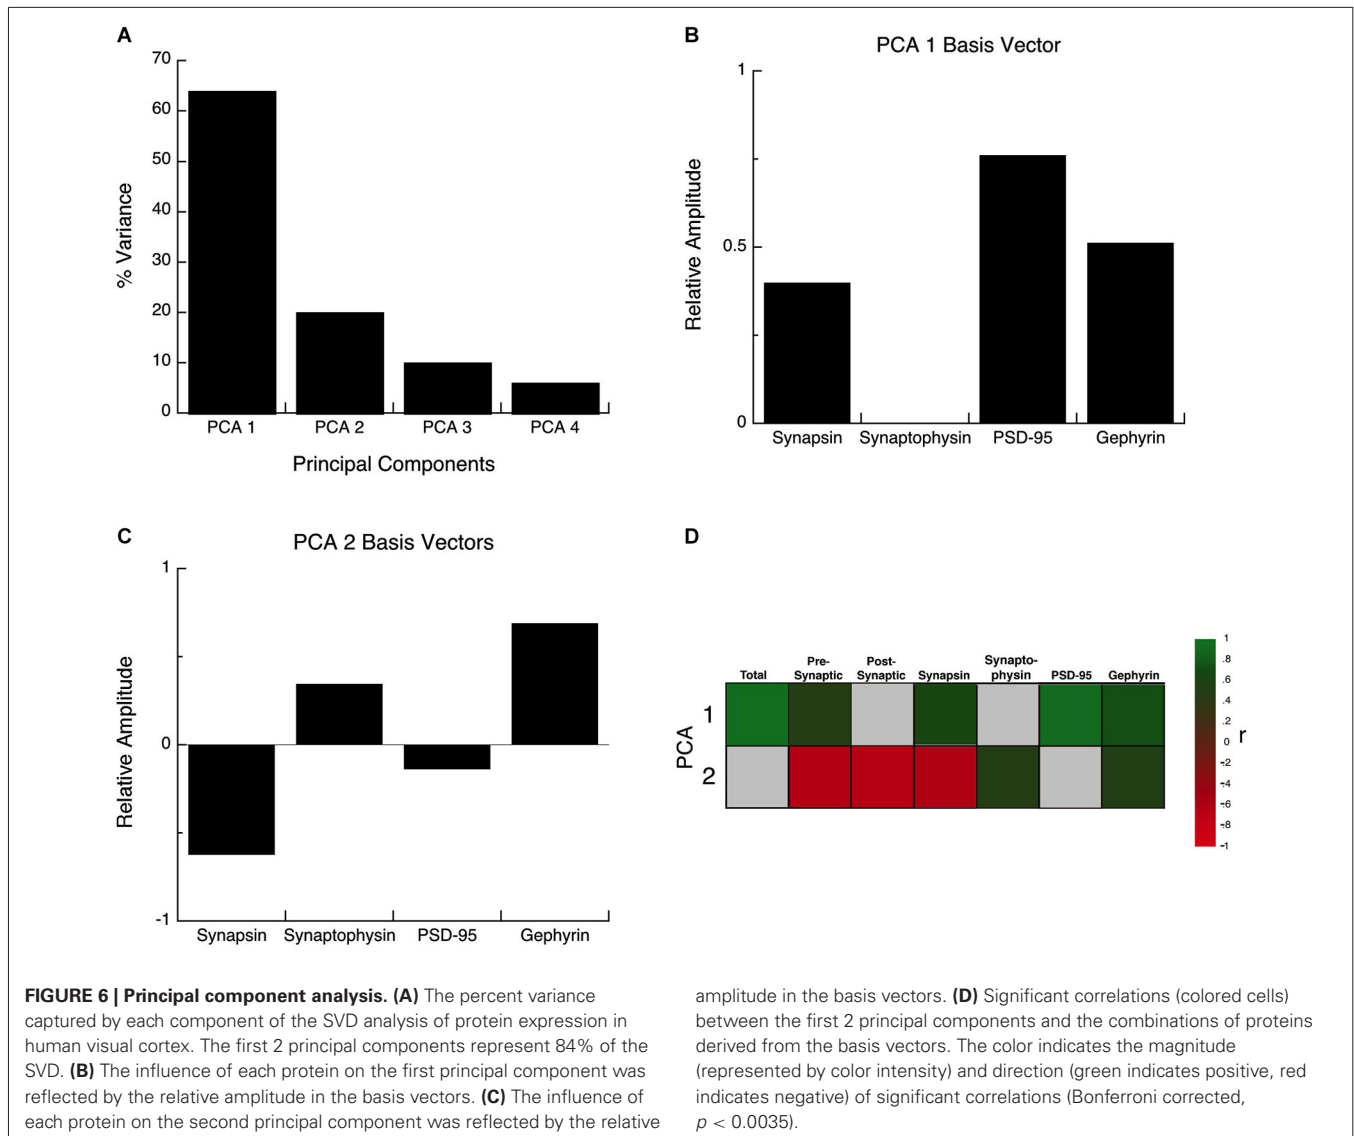 A
70
60
50
40
30
20
10
0
% Variance
PCA 1 PCA 2 PCA 3 PCA 4
Principal Components
B
PCA 1 Basis Vector
1
0.5
0
Relative Amplitude
Synapsin Synaptophysin PSD-95 Gephyrin
C
PCA 2 Basis Vectors
1
0
-1
Relative Amplitude
Synapsin Synaptophysin PSD-95 Gephyrin
D
Total Pre-Synaptic Post-Synaptic Synapsin Synapto-physin PSD-95 Gephyrin
PCA
1
2
1
.8
.6
.4
.2
0
-.2
-.4
-.6
-.8
-1
r
FIGURE 6 | Principal component analysis. (A) The percent variance
captured by each component of the SVD analysis of protein expression in
human visual cortex. The first 2 principal components represent 84% of the
SVD. (B) The influence of each protein on the first principal component was
reflected by the relative amplitude in the basis vectors. (C) The influence of
each protein on the second principal component was reflected by the relative
amplitude in the basis vectors. (D) Significant correlations (colored cells)
between the first 2 principal components and the combinations of proteins
derived from the basis vectors. The color indicates the magnitude
(represented by color intensity) and direction (green indicates positive, red
indicates negative) of significant correlations (Bonferroni corrected,
p < 0.0035).